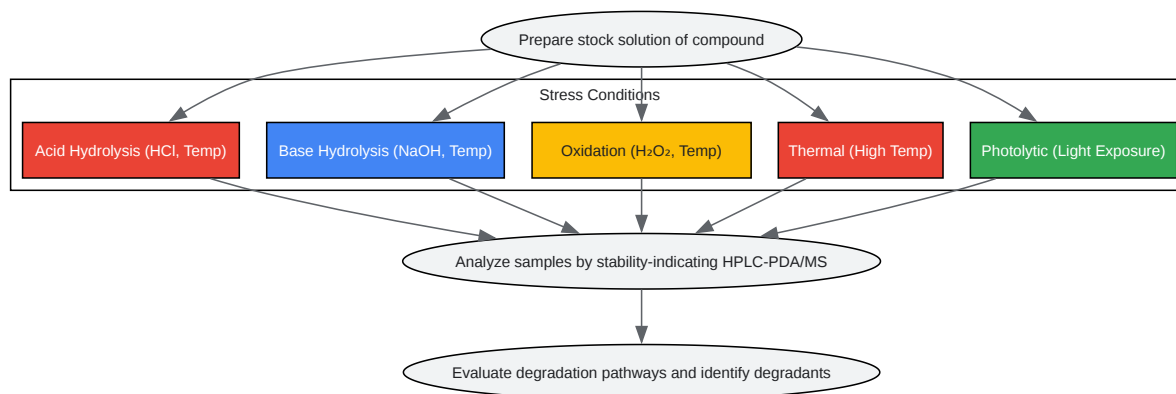 Prepare stock solution of compound
Stress Conditions
Acid Hydrolysis (HCl, Temp)
Base Hydrolysis (NaOH, Temp)
Oxidation (H₂O₂, Temp)
Thermal (High Temp)
Photolytic (Light Exposure)
Analyze samples by stability-indicating HPLC-PDA/MS
Evaluate degradation pathways and identify degradants